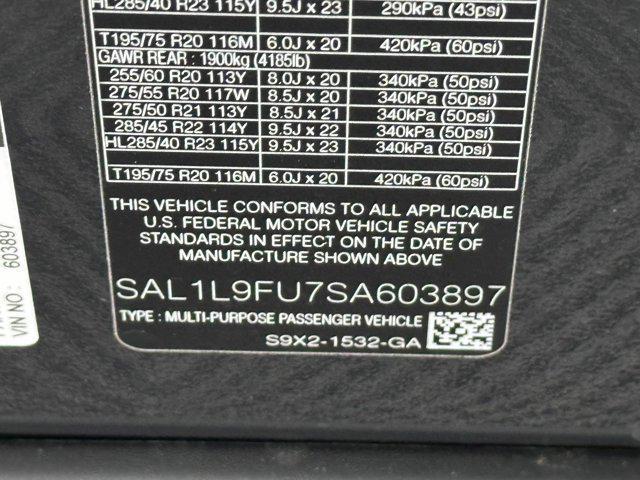 HL285/40 R23 115Y 9.5J x 23 290kPa (43psi)
T195/75 R20 116M 6.0J x 20 420kPa (60psi)
GAWR REAR : 1900kg (4185lb)
255/60 R20 113Y 8.0J x 20 340kPa (50psi)
275/55 R20 117W 8.5J x 20 340kPa (50psi)
275/50 R21 113Y 8.5J x 21 340kPa (50psi)
285/45 R22 114Y 9.5J x 22 340kPa (50psi)
HL285/40 R23 115Y 9.5J x 23 340kPa (50psi)
T195/75 R20 116M 6.0J x 20 420kPa (60psi)
THIS VEHICLE CONFORMS TO ALL APPLICABLE
U.S. FEDERAL MOTOR VEHICLE SAFETY
STANDARDS IN EFFECT ON THE DATE OF
MANUFACTURE SHOWN ABOVE
SAL1L9FU7SA603897
TYPE : MULTI-PURPOSE PASSENGER VEHICLE
S9X2-1532-GA
VIN NO: 603897